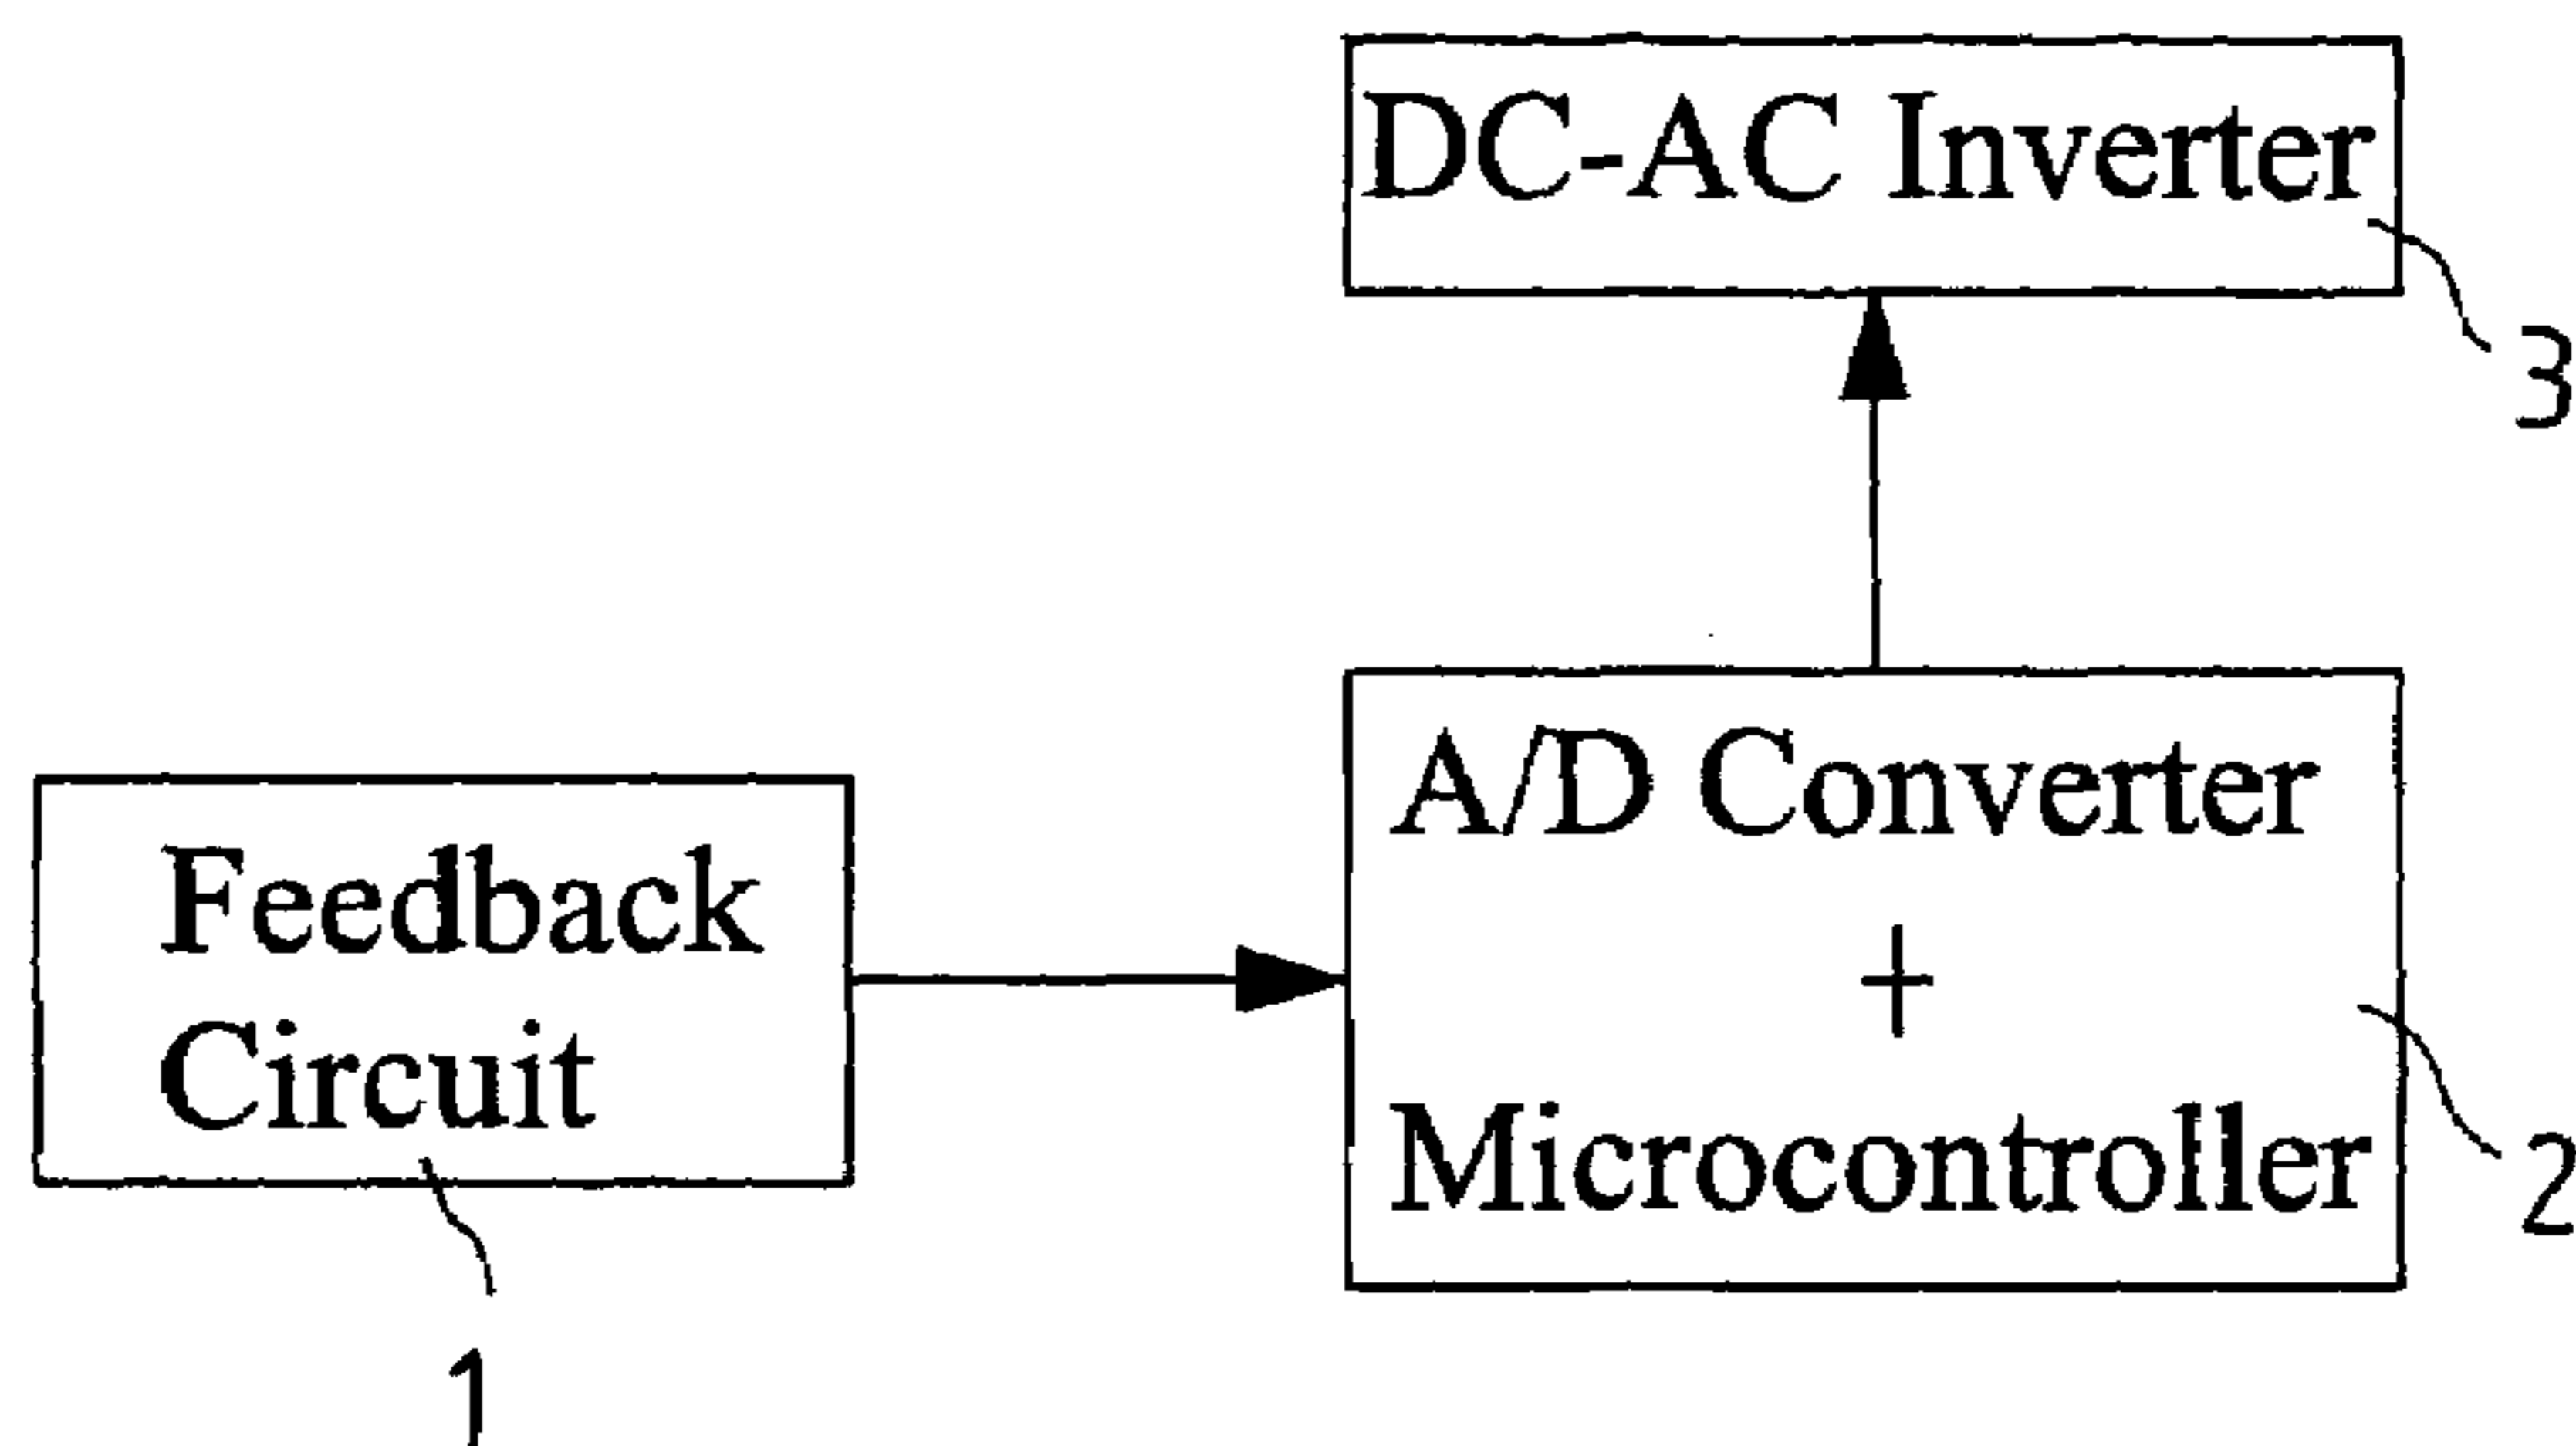 DC-AC Inverter
3
A/D Converter
+
Microcontroller
2
Feedback
Circuit
1